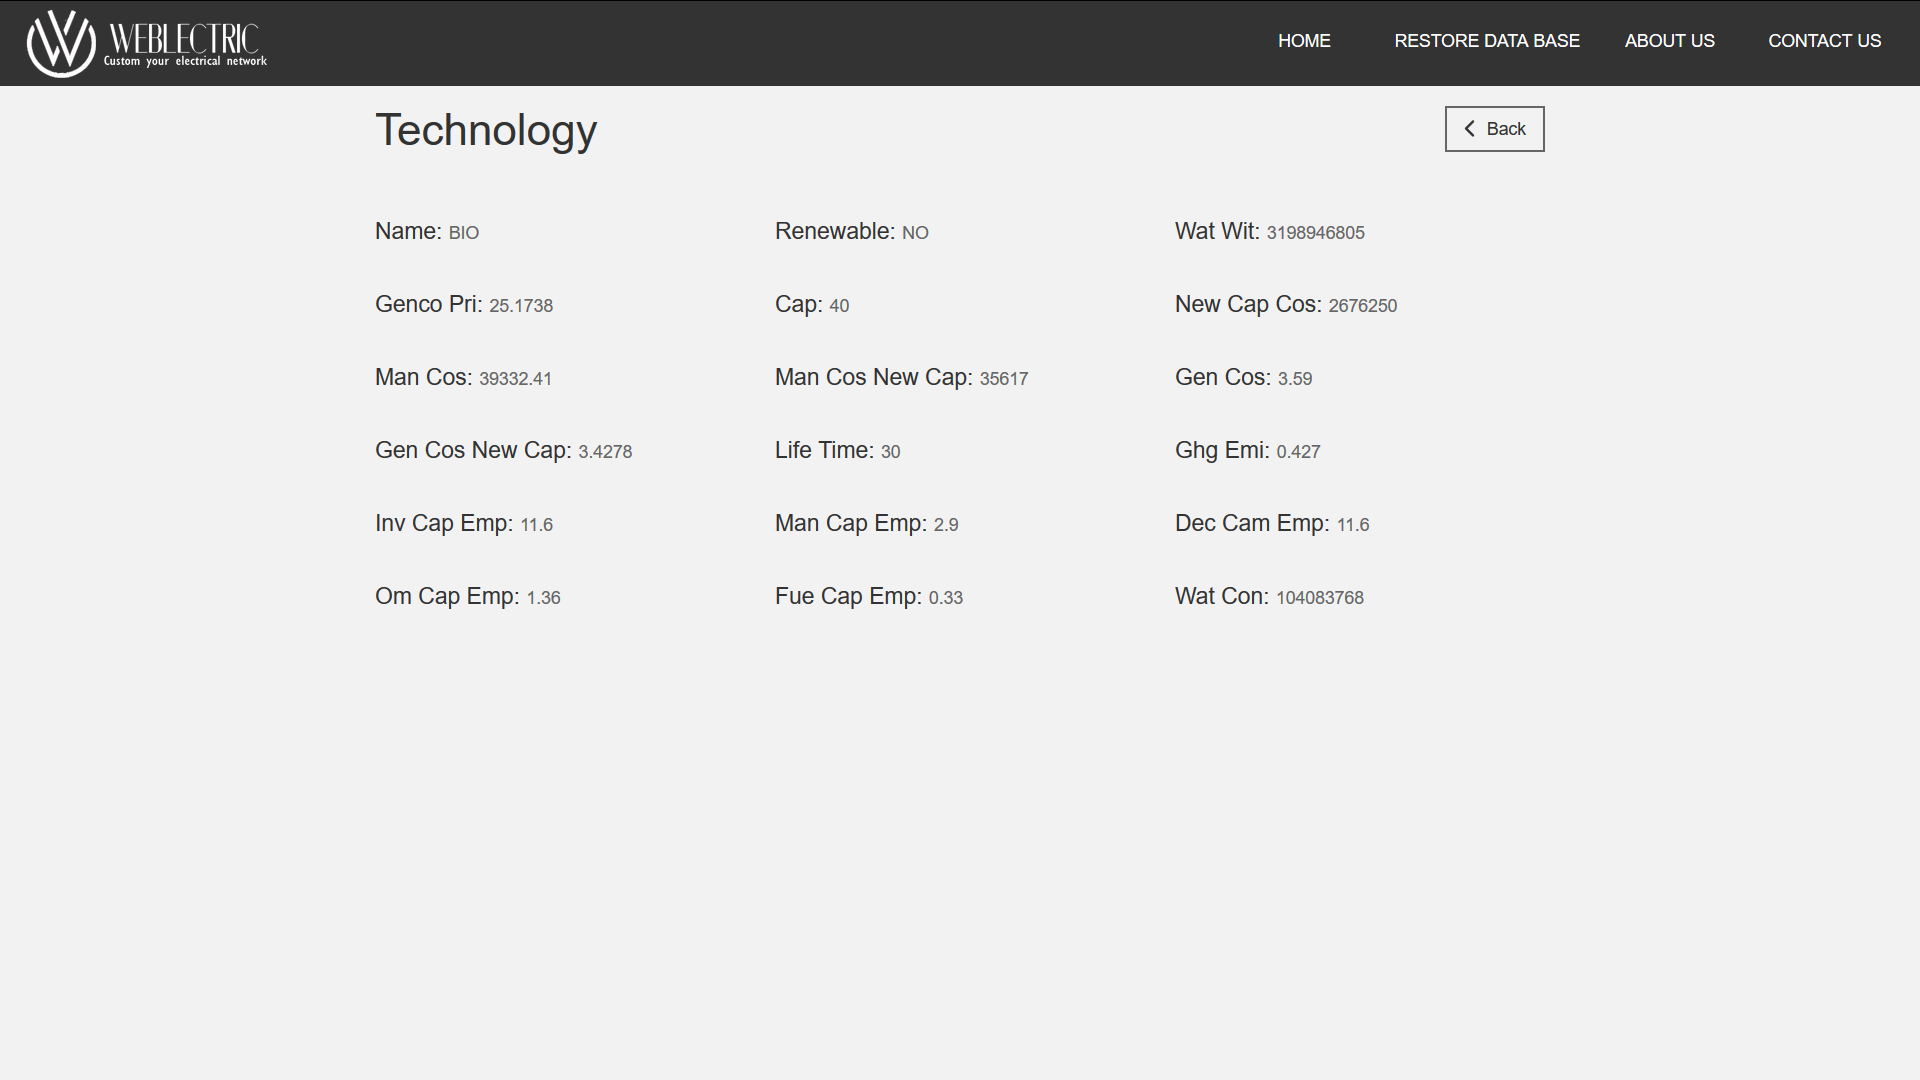 WEBLECTRIC
Custom your electrical network
HOME RESTORE DATA BASE ABOUT US CONTACT US
Technology
Back
Name: BIO Renewable: NO Wat Wit: 3198946805
Genco Pri: 25.1738 Cap: 40 New Cap Cos: 2676250
Man Cos: 39332.41 Man Cos New Cap: 35617 Gen Cos: 3.59
Gen Cos New Cap: 3.4278 Life Time: 30 Ghg Emi: 0.427
Inv Cap Emp: 11.6 Man Cap Emp: 2.9 Dec Cam Emp: 11.6
Om Cap Emp: 1.36 Fue Cap Emp: 0.33 Wat Con: 104083768